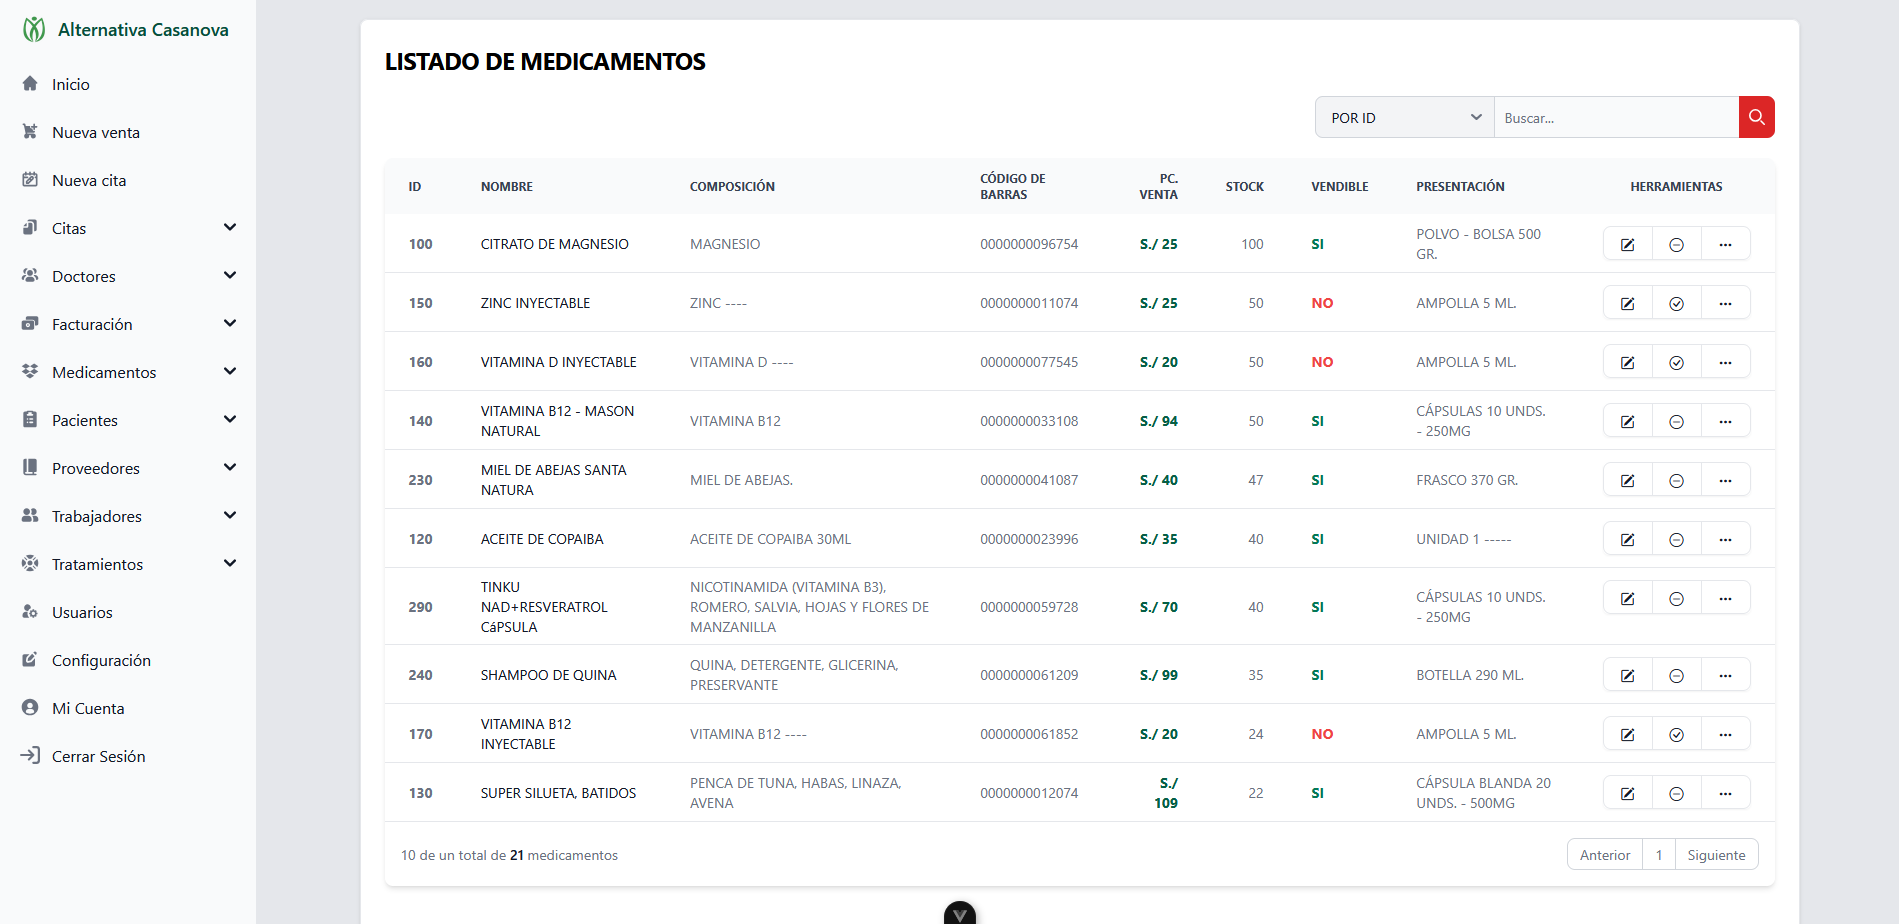 Alternativa Casanova
Inicio
Nueva venta
Nueva cita
Citas
Doctores
Facturación
Medicamentos
Pacientes
Proveedores
Trabajadores
Tratamientos
Usuarios
Configuración
Mi Cuenta
Cerrar Sesión
LISTADO DE MEDICAMENTOS
POR ID Buscar...
ID NOMBRE COMPOSICIÓN CÓDIGO DE BARRAS PC. VENTA STOCK VENDIBLE PRESENTACIÓN HERRAMIENTAS
100 CITRATO DE MAGNESIO MAGNESIO 0000000096754 S./ 25 100 SI POLVO - BOLSA 500 GR.
150 ZINC INYECTABLE ZINC ---- 0000000011074 S./ 25 50 NO AMPOLLA 5 ML.
160 VITAMINA D INYECTABLE VITAMINA D ---- 0000000077545 S./ 20 50 NO AMPOLLA 5 ML.
140 VITAMINA B12 - MASON NATURAL VITAMINA B12 0000000033108 S./ 94 50 SI CÁPSULAS 10 UNDS. - 250MG
230 MIEL DE ABEJAS SANTA NATURA MIEL DE ABEJAS. 0000000041087 S./ 40 47 SI FRASCO 370 GR.
120 ACEITE DE COPAIBA ACEITE DE COPAIBA 30ML 0000000023996 S./ 35 40 SI UNIDAD 1 -----
290 TINKU NAD+RESVERATROL CáPSULA NICOTINAMIDA (VITAMINA B3), ROMERO, SALVIA, HOJAS Y FLORES DE MANZANILLA 0000000059728 S./ 70 40 SI CÁPSULAS 10 UNDS. - 250MG
240 SHAMPOO DE QUINA QUINA, DETERGENTE, GLICERINA, PRESERVANTE 0000000061209 S./ 99 35 SI BOTELLA 290 ML.
170 VITAMINA B12 INYECTABLE VITAMINA B12 ---- 0000000061852 S./ 20 24 NO AMPOLLA 5 ML.
130 SUPER SILUETA, BATIDOS PENCA DE TUNA, HABAS, LINAZA, AVENA 0000000012074 S./ 109 22 SI CÁPSULA BLANDA 20 UNDS. - 500MG
10 de un total de 21 medicamentos
Anterior 1 Siguiente